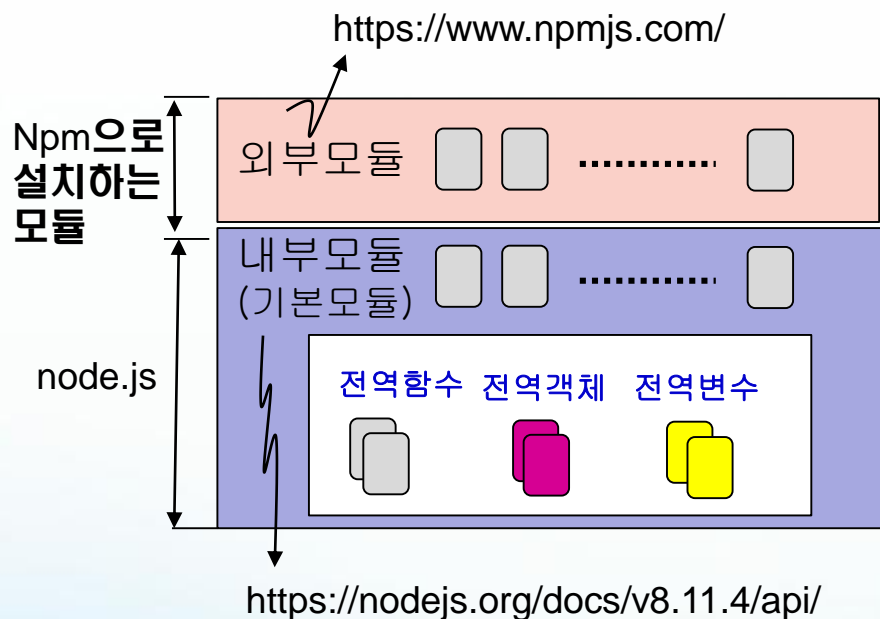 https://www.npmjs.com/
Npm으로
설치하는
모듈
외부모듈
내부모듈
(기본모듈)
node.js
전역함수 전역객체 전역변수
https://nodejs.org/docs/v8.11.4/api/